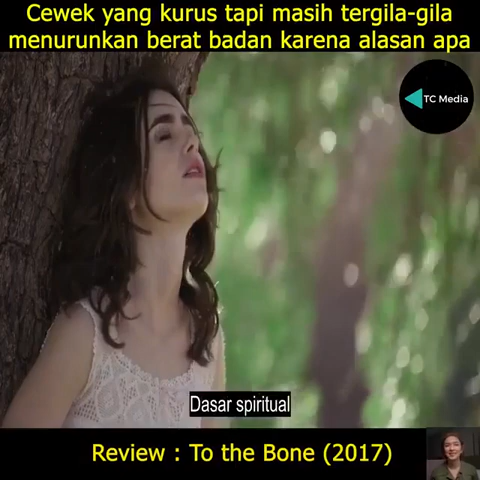 Cewek yang kurus tapi masih tergila-gila
menurunkan berat badan karena alasan apa
TC Media
Dasar spiritual
Review : To the Bone (2017)